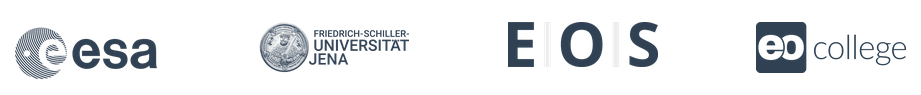 esa
FRIEDRICH-SCHILLER-
UNIVERSITÄT
JENA
E|O|S
eo college